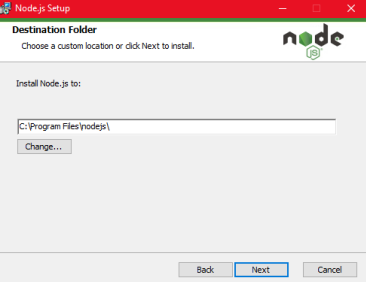 Node.js Setup
Destination Folder
Choose a custom location or click Next to install.
node
JS
Install Node.js to:
C:\Program Files\nodejs\
Change...
Back
Next
Cancel